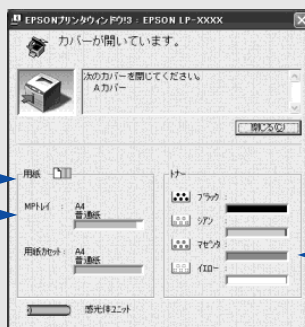 EPSONプリンタウィンドウ!3 : EPSON LP-XXXX
カバーが開いています。
次のカバーを閉じてください。
Aカバー
閉じる(C)
用紙
MPトレイ : A4
普通紙
用紙カセット: A4
普通紙
トナー
ブラック :
シアン :
マゼンタ :
イエロー :
感光体ユニット